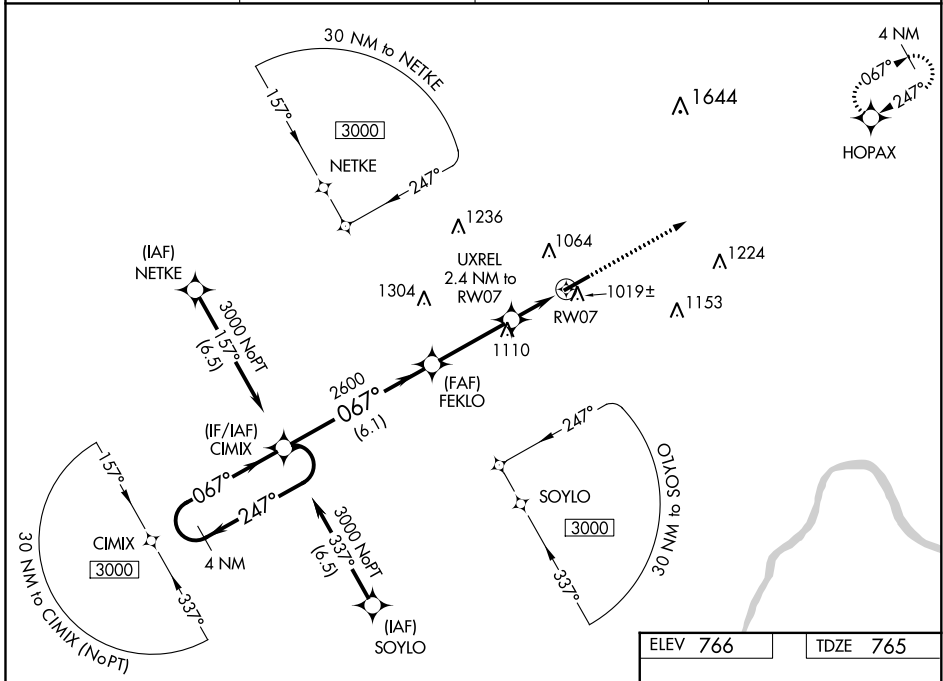 30 NM to NETKE
157°
3000
NETKE
247°
4 NM
067°
247°
HOPAX
1644
1236
1064
UXREL
2.4 NM to
RW07
1224
1304
1019±
RW07
1153
1110
(IAF)
NETKE
3000 NoPT
157°
(6.5)
2600
067°
(6.1)
(FAF)
FEKLO
(IF/IAF)
CIMIX
067°
247°
4 NM
157°
CIMIX
3000
337°
30 NM to CIMIX (NoPT)
3000 NoPT
337°
(6.5)
(IAF)
SOYLO
247°
SOYLO
3000
337°
30 NM to SOYLO
ELEV 766
TDZE 765